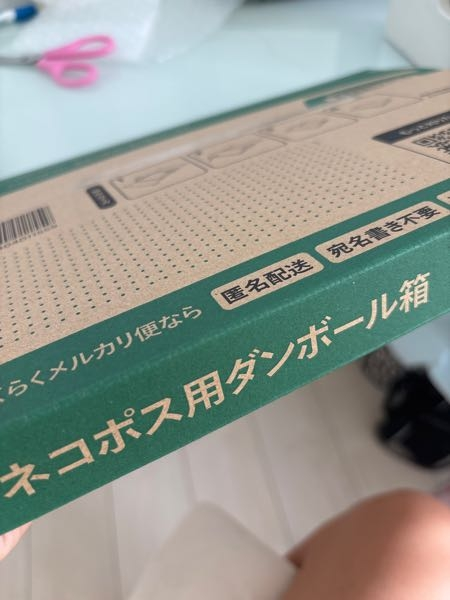 らくメルカリ便なら
匿名配送
宛名書き不要
ネコポス用ダンボール箱